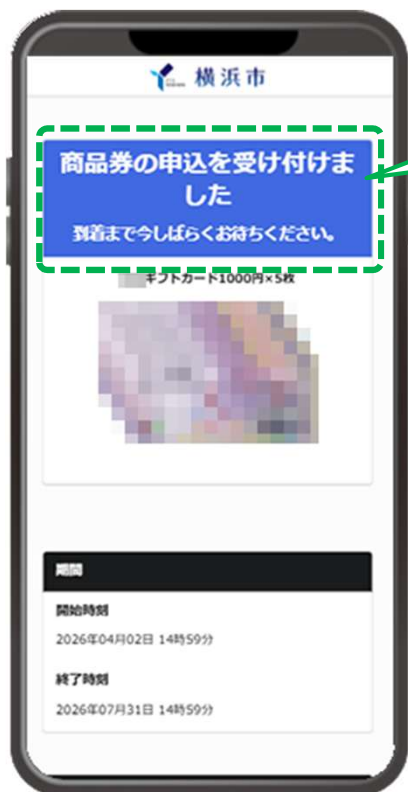 横浜市
商品券の申込を受け付けま
した
到着まで今しばらくお待ちください。
ギフトカード1000円×5枚
期間
開始時刻
2026年04月02日 14時59分
終了時刻
2026年07月31日 14時59分